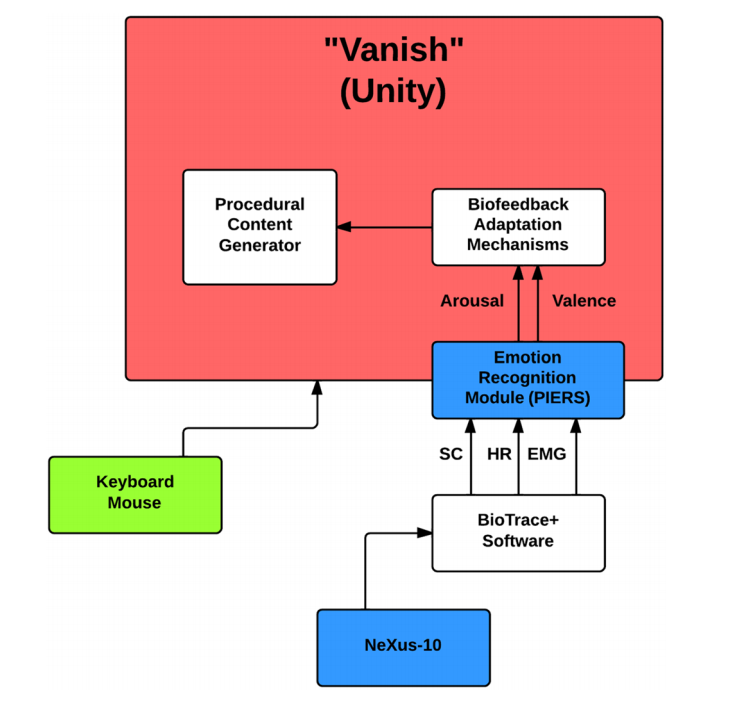 "Vanish"
(Unity)
Procedural
Content
Generator
Biofeedback
Adaptation
Mechanisms
Arousal
Valence
Emotion
Recognition
Module (PIERS)
SC
HR
EMG
Keyboard
Mouse
BioTrace+
Software
NeXus-10